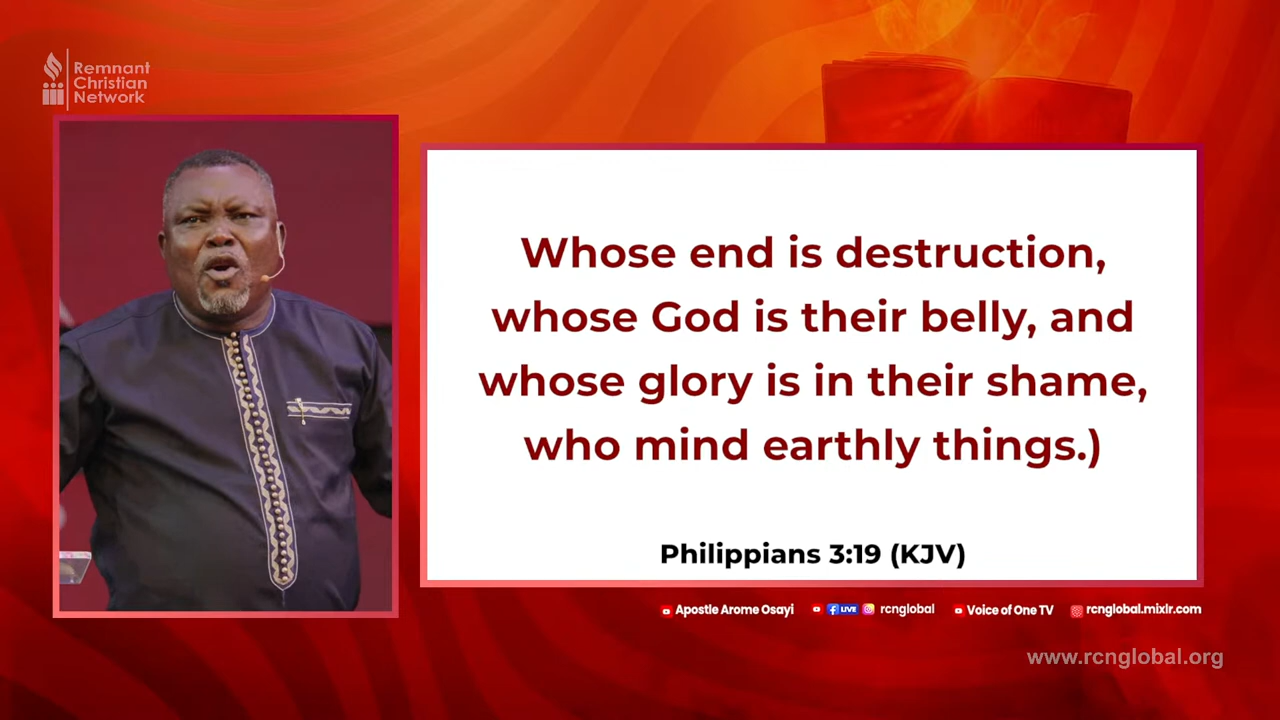 Remnant
Christian
Network
Whose end is destruction,
whose God is their belly, and
whose glory is in their shame,
who mind earthly things.)
Philippians 3:19 (KJV)
Apostle Arome Osayi LIVE rcnglobal Voice of One TV rcnglobal.mixlr.com
www.rcnglobal.org